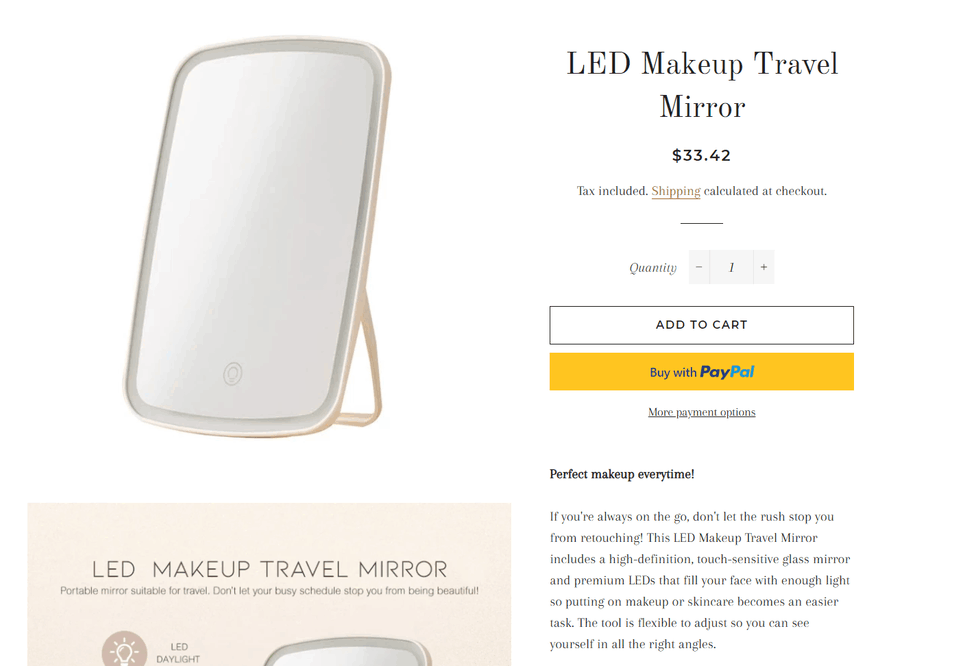 LED Makeup Travel
Mirror
$33.42
Tax included. Shipping calculated at checkout.
Quantity − 1 +
ADD TO CART
Buy with PayPal
More payment options
Perfect makeup everytime!
If you're always on the go, don't let the rush stop you
from retouching! This LED Makeup Travel Mirror
includes a high-definition, touch-sensitive glass mirror
and premium LEDs that fill your face with enough light
so putting on makeup or skincare becomes an easier
task. The tool is flexible to adjust so you can see
yourself in all the right angles.
LED MAKEUP TRAVEL MIRROR
Portable mirror suitable for travel. Don't let your busy schedule stop you from being beautiful!
LED
DAYLIGHT